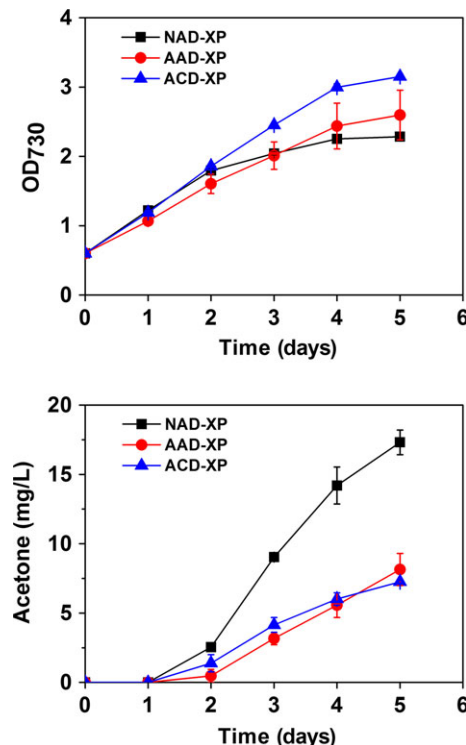 4
NAD-XP
AAD-XP
ACD-XP
3
2
1
0
OD730
0 1 2 3 4 5 6
Time (days)
20
NAD-XP
AAD-XP
ACD-XP
15
10
5
0
Acetone (mg/L)
0 1 2 3 4 5 6
Time (days)